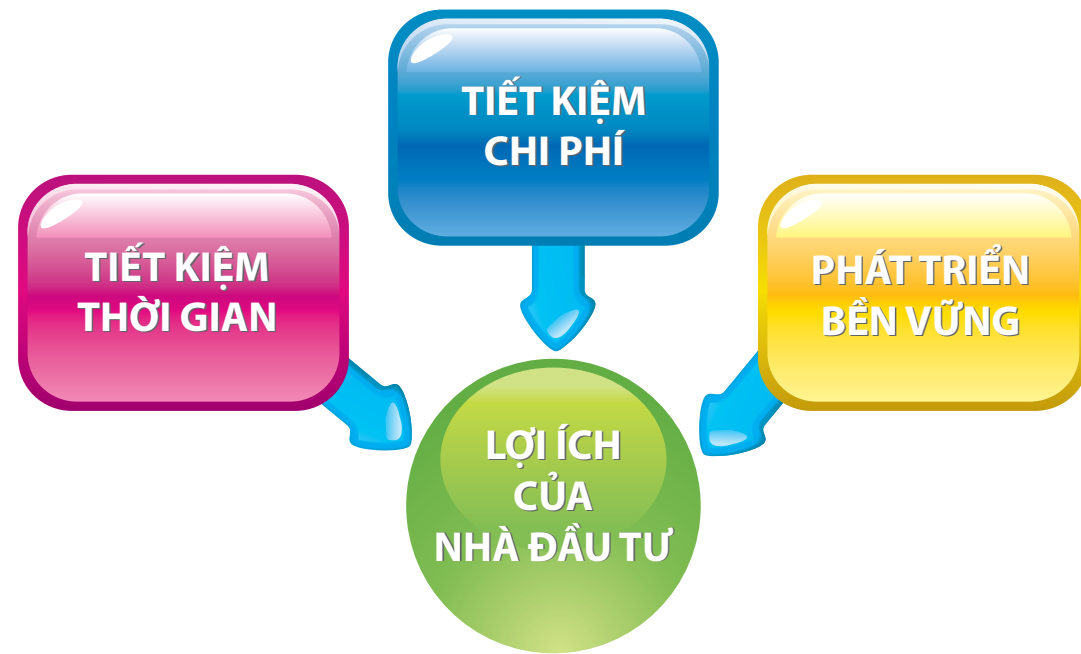 TIẾT KIỆM
CHI PHÍ
TIẾT KIỆM
THỜI GIAN
PHÁT TRIỂN
BỀN VỮNG
LỢI ÍCH
CỦA
NHÀ ĐẦU TƯ